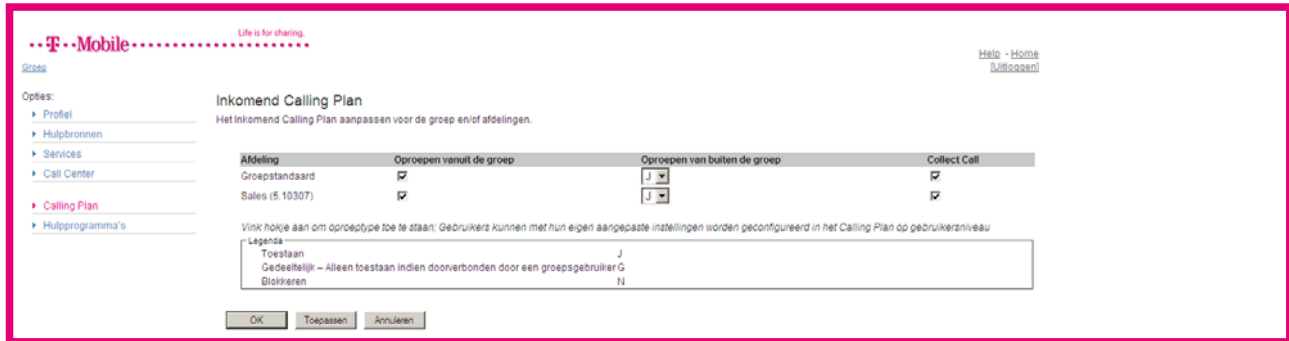 Life is for sharing.
··T··Mobile·
Help - Home
Groep
[Uitloggen]
Opties:
Profiel
Hulpbronnen
Services
Call Center
Calling Plan
Hulpprogramma's
Inkomend Calling Plan
Het Inkomend Calling Plan aanpassen voor de groep en/of afdelingen.
Afdeling Oproepen vanuit de groep Oproepen van buiten de groep Collect Call
Groepstandaard J
Sales (5.10307) J
Vink hokje aan om oproeptype toe te staan; Gebruikers kunnen met hun eigen aangepaste instellingen worden geconfigureerd in het Calling Plan op gebruikersniveau
Legenda
Toestaan J
Gedeeltelijk – Alleen toestaan indien doorverbonden door een groepsgebruiker G
Blokkeren N
OK Toepassen Annuleren